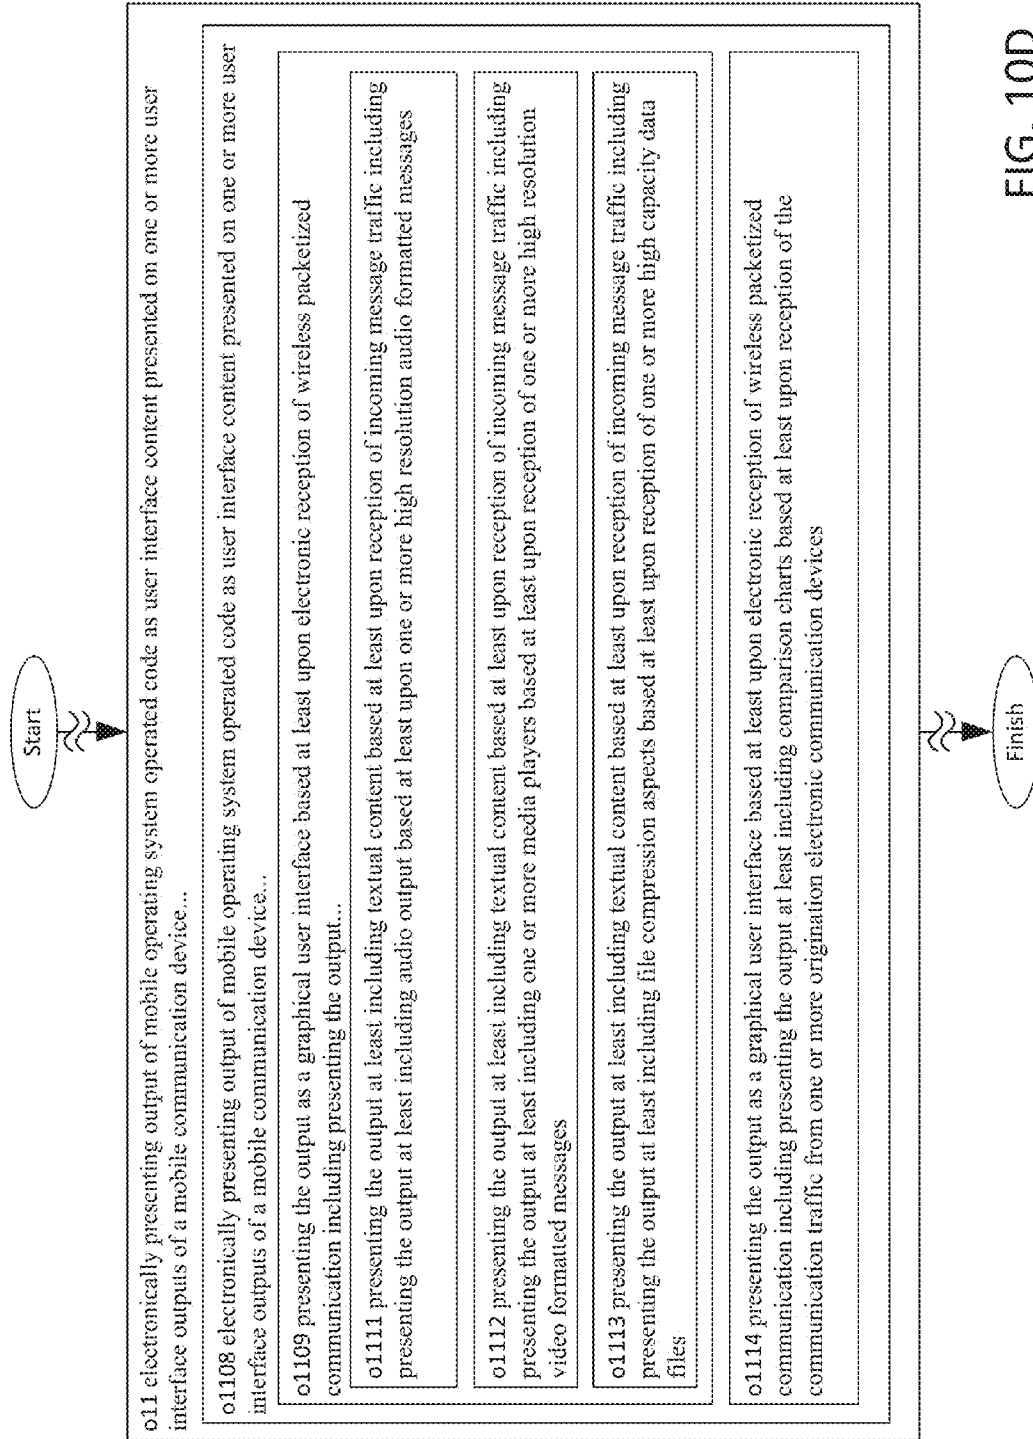 Start
o11 electronically presenting output of mobile operating system operated code as user interface content presented on one or more user
interface outputs of a mobile communication device...
o1108 electronically presenting output of mobile operating system operated code as user interface content presented on one or more user
interface outputs of a mobile communication device...
o1109 presenting the output as a graphical user interface based at least upon electronic reception of wireless packetized
communication including presenting the output...
o1111 presenting the output at least including textual content based at least upon reception of incoming message traffic including
presenting the output at least including audio output based at least upon one or more high resolution audio formatted messages
o1112 presenting the output at least including textual content based at least upon reception of incoming message traffic including
presenting the output at least including one or more media players based at least upon reception of one or more high resolution
video formatted messages
o1113 presenting the output at least including textual content based at least upon reception of incoming message traffic including
presenting the output at least including file compression aspects based at least upon reception of one or more high capacity data
files
o1114 presenting the output as a graphical user interface based at least upon electronic reception of wireless packetized
communication including presenting the output at least including comparison charts based at least upon reception of the
communication traffic from one or more origination electronic communication devices
Finish
FIG. 10D